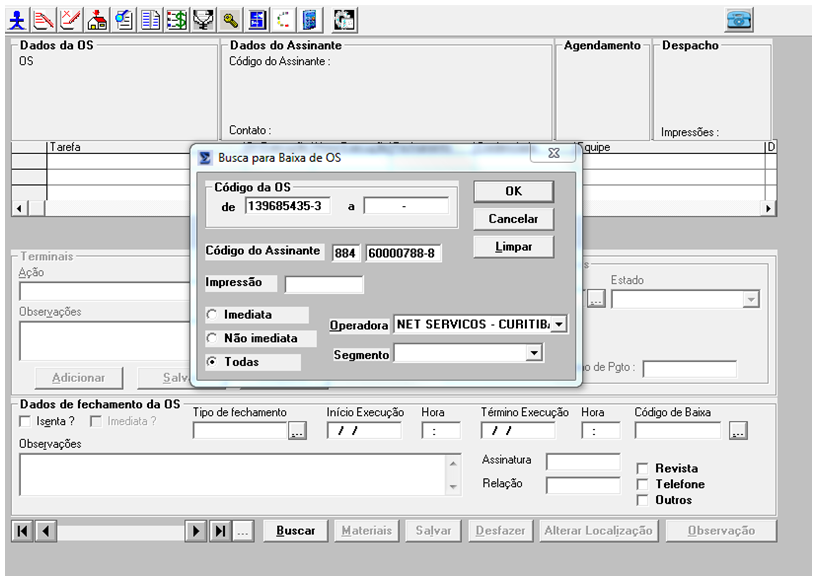 Dados da OS
OS
Dados do Assinante
Código do Assinante :
Contato :
Agendamento
Despacho
Impressões :
Tarefa
Equipe
D
Busca para Baixa de OS
Código da OS
de 139685435-3 a -
OK
Cancelar
Limpar
Código do Assinante 884 60000788-8
Impressão
Imediata
Não imediata
Todas
Operadora NET SERVICOS - CURITIB
Segmento
Terminais
Ação
Observações
Estado
de Pgto :
Adicionar
Dados de fechamento da OS
Isenta ? Imediata ?
Tipo de fechamento
...
Início Execução
/ /
Hora
:
Término Execução
/ /
Hora
:
Código de Baixa
...
Observações
Assinatura
Relação
Revista
Telefone
Outros
... Buscar Materiais Salvar Desfazer Alterar Localização Observação